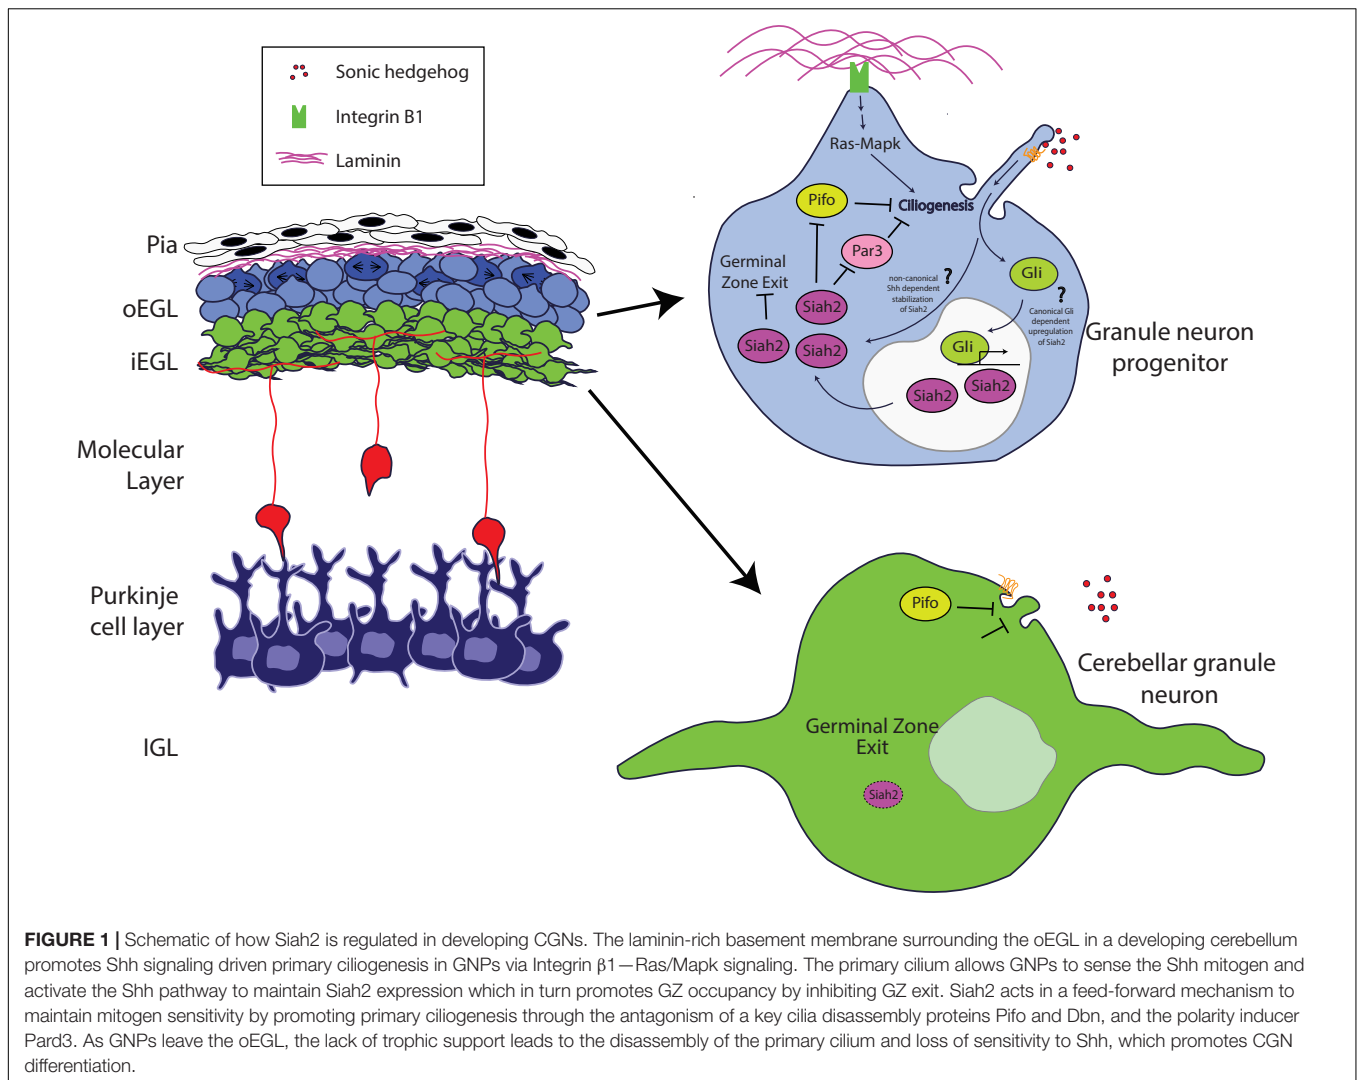 Sonic hedgehog
Integrin B1
Laminin
Pia
oEGL
iEGL
Molecular
Layer
Purkinje
cell layer
IGL
Ras-Mapk
Pifo
Ciliogenesis
Par3
Germinal
Zone Exit
Siah2
Siah2
Siah2
non-canonical
Shh dependent
stabilization
of Siah2
?
Gli
?
Canonical Gli
dependent
upregulation
of Siah2
Gli
Siah2
Siah2
Granule neuron
progenitor
Pifo
Germinal Zone
Exit
Siah2
Cerebellar granule
neuron
FIGURE 1 | Schematic of how Siah2 is regulated in developing CGNs. The laminin-rich basement membrane surrounding the oEGL in a developing cerebellum
promotes Shh signaling driven primary ciliogenesis in GNPs via Integrin β1—Ras/Mapk signaling. The primary cilium allows GNPs to sense the Shh mitogen and
activate the Shh pathway to maintain Siah2 expression which in turn promotes GZ occupancy by inhibiting GZ exit. Siah2 acts in a feed-forward mechanism to
maintain mitogen sensitivity by promoting primary ciliogenesis through the antagonism of a key cilia disassembly proteins Pifo and Dbn, and the polarity inducer
Pard3. As GNPs leave the oEGL, the lack of trophic support leads to the disassembly of the primary cilium and loss of sensitivity to Shh, which promotes CGN
differentiation.